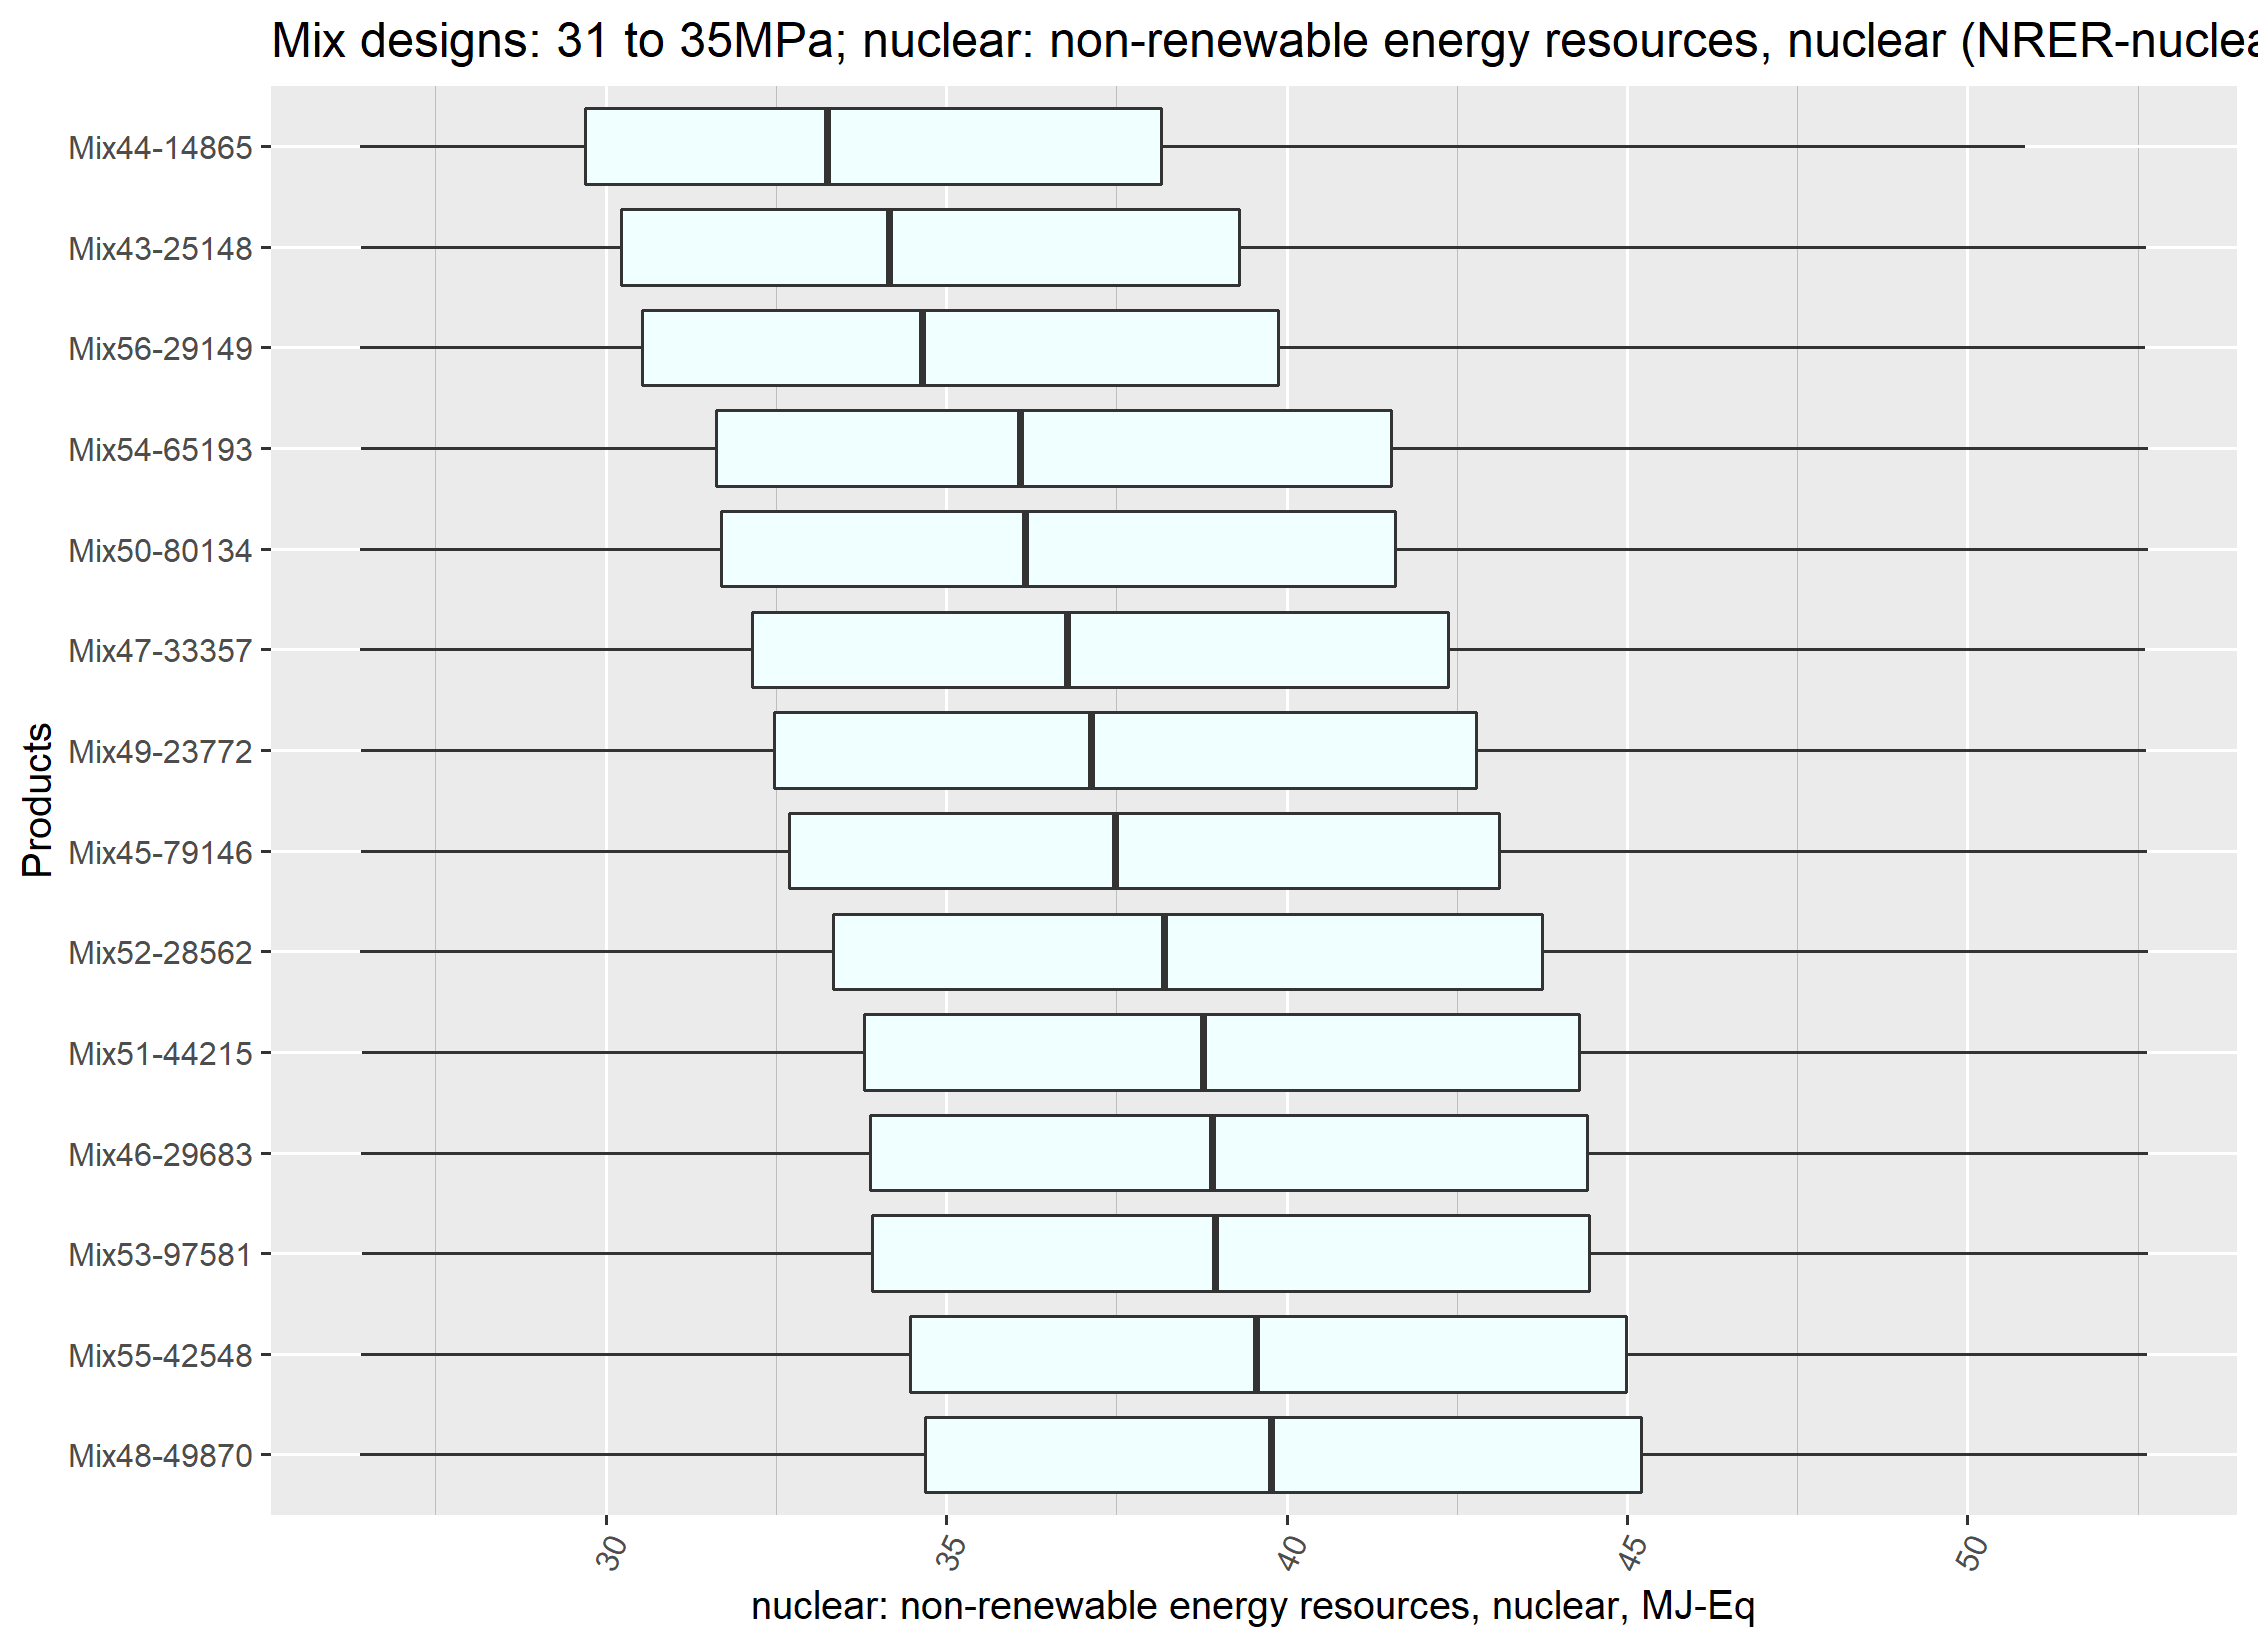 Mix designs: 31 to 35MPa; nuclear: non-renewable energy resources, nuclear (NRER-nuclea
Mix44-14865
Mix43-25148
Mix56-29149
Mix54-65193
Mix50-80134
Mix47-33357
Mix49-23772
Mix45-79146
Mix52-28562
Mix51-44215
Mix46-29683
Mix53-97581
Mix55-42548
Mix48-49870
Products
30
35
40
45
50
nuclear: non-renewable energy resources, nuclear, MJ-Eq